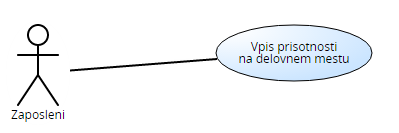 Vpis prisotnosti
na delovnem mestu
Zaposleni